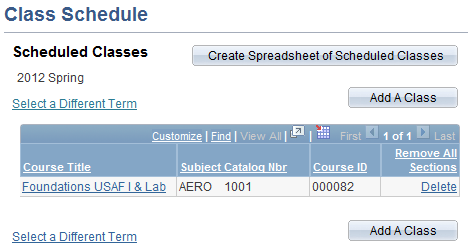 Class Schedule
Scheduled Classes
Create Spreadsheet of Scheduled Classes
2012 Spring
Select a Different Term
Add A Class
Customize | Find | View All | First 1 of 1 Last
Course Title Subject Catalog Nbr Course ID Remove All Sections
Foundations USAF I & Lab AERO 1001 000082 Delete
Select a Different Term
Add A Class